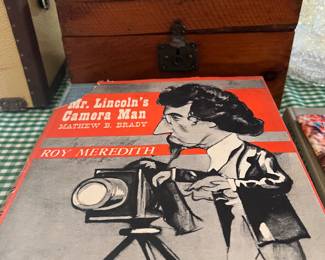 Mr. Lincoln's
Camera Man
MATHEW B. BRADY
ROY MEREDITH